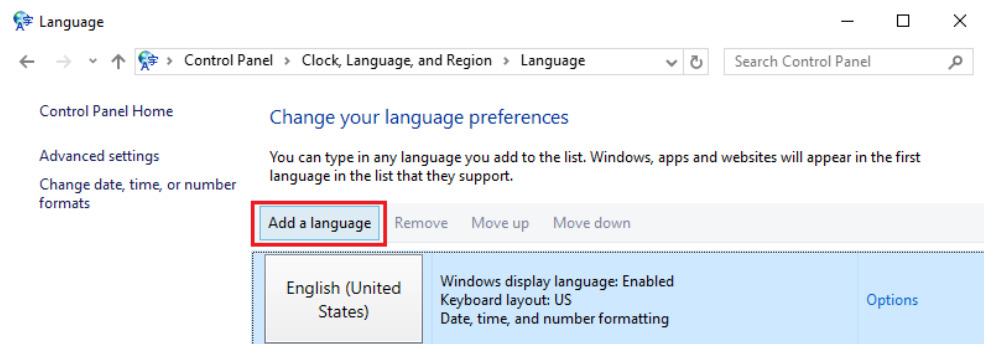 Language
Control Panel > Clock, Language, and Region > Language
Search Control Panel
Control Panel Home
Advanced settings
Change date, time, or number
formats
Change your language preferences
You can type in any language you add to the list. Windows, apps and websites will appear in the first
language in the list that they support.
Add a language Remove Move up Move down
English (United
States)
Windows display language: Enabled
Keyboard layout: US
Date, time, and number formatting
Options